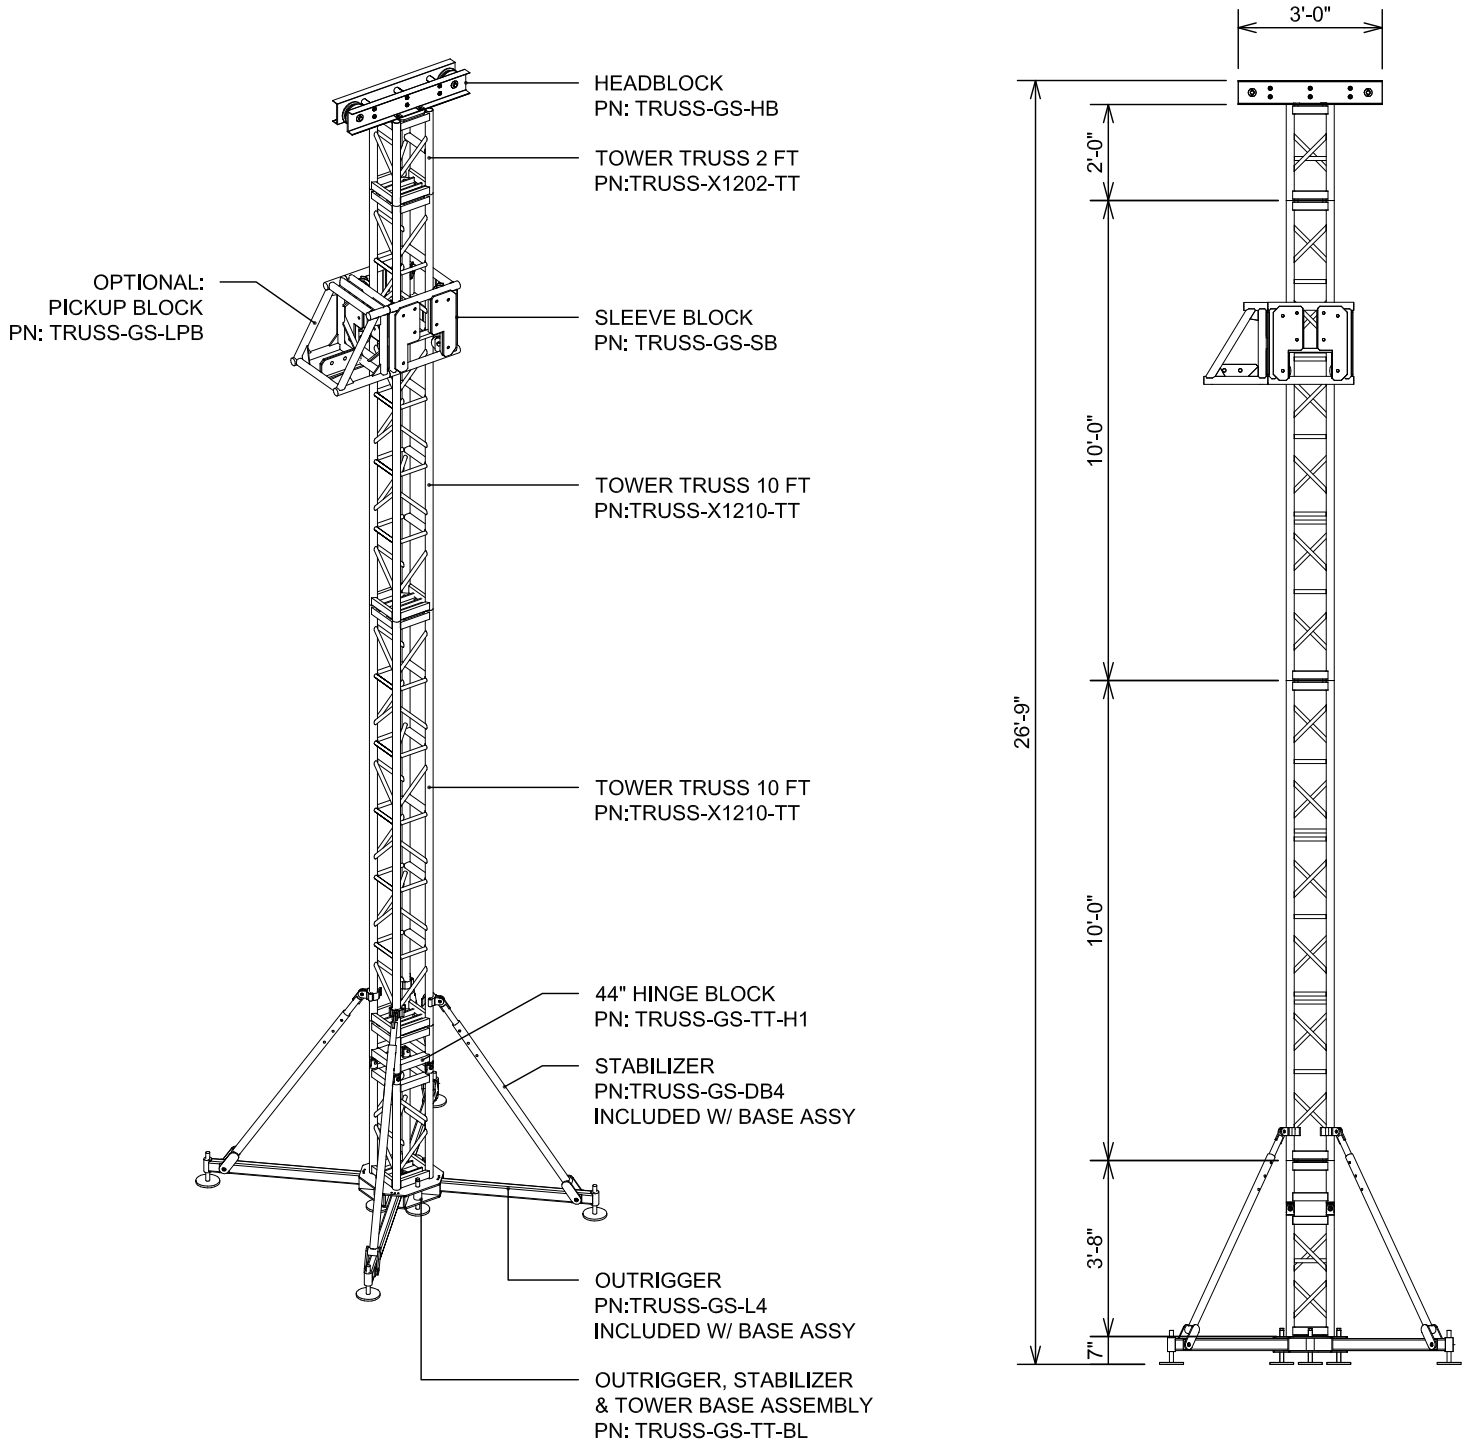 HEADBLOCK
PN: TRUSS-GS-HB
TOWER TRUSS 2 FT
PN:TRUSS-X1202-TT
OPTIONAL:
PICKUP BLOCK
PN: TRUSS-GS-LPB
SLEEVE BLOCK
PN: TRUSS-GS-SB
TOWER TRUSS 10 FT
PN:TRUSS-X1210-TT
TOWER TRUSS 10 FT
PN:TRUSS-X1210-TT
44" HINGE BLOCK
PN: TRUSS-GS-TT-H1
STABILIZER
PN:TRUSS-GS-DB4
INCLUDED W/ BASE ASSY
OUTRIGGER
PN:TRUSS-GS-L4
INCLUDED W/ BASE ASSY
OUTRIGGER, STABILIZER
& TOWER BASE ASSEMBLY
PN: TRUSS-GS-TT-BL
3'-0"
2'-0"
10'-0"
26'-9"
10'-0"
3'-8"
7"